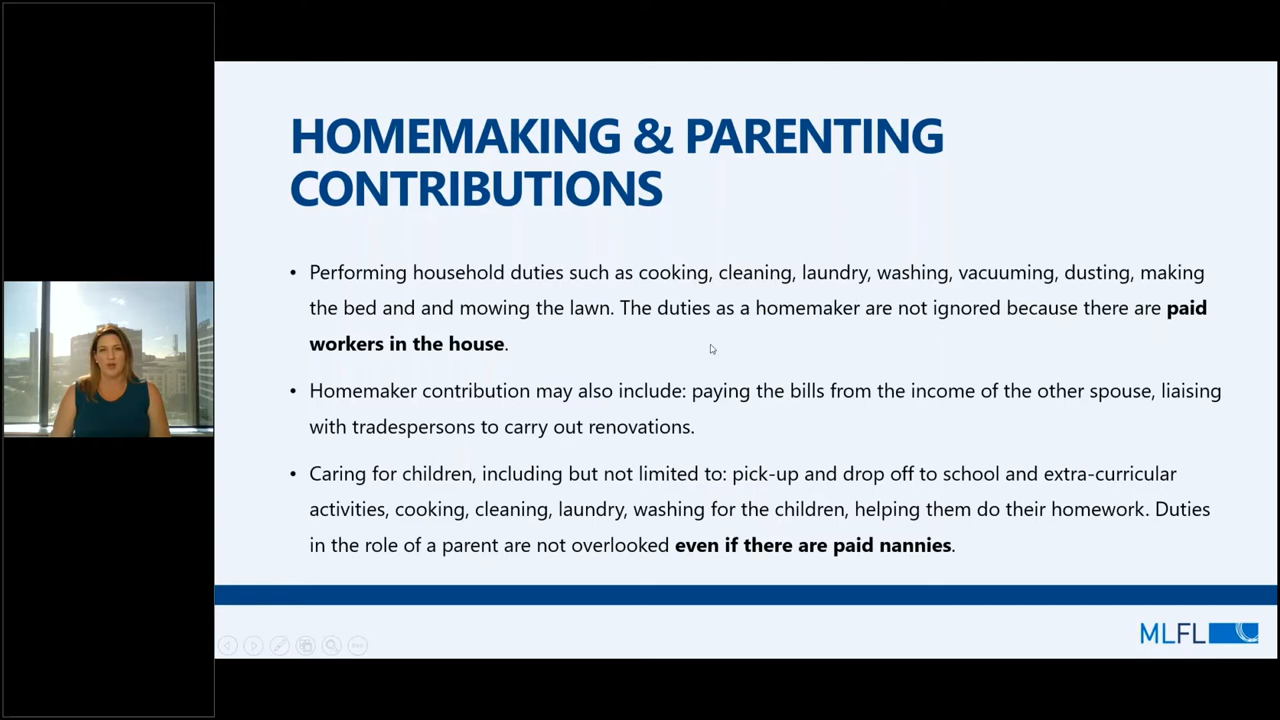 HOMEMAKING & PARENTING
CONTRIBUTIONS
• Performing household duties such as cooking, cleaning, laundry, washing, vacuuming, dusting, making
the bed and and mowing the lawn. The duties as a homemaker are not ignored because there are paid
workers in the house.
• Homemaker contribution may also include: paying the bills from the income of the other spouse, liaising
with tradespersons to carry out renovations.
• Caring for children, including but not limited to: pick-up and drop off to school and extra-curricular
activities, cooking, cleaning, laundry, washing for the children, helping them do their homework. Duties
in the role of a parent are not overlooked even if there are paid nannies.
MLFL